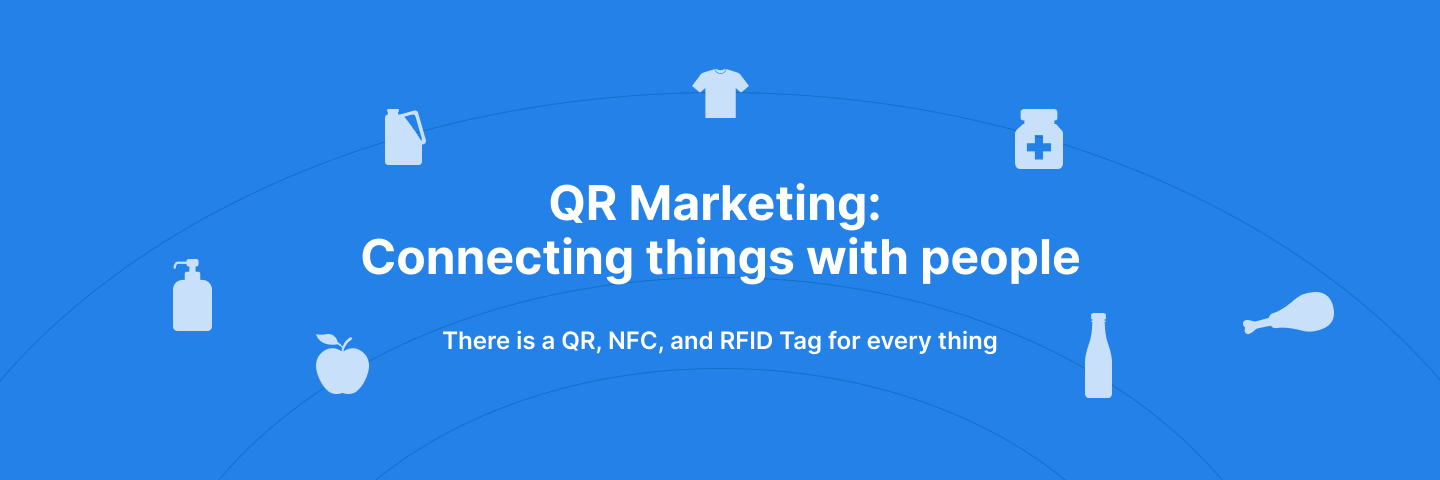 QR Marketing:
Connecting things with people
There is a QR, NFC, and RFID Tag for every thing